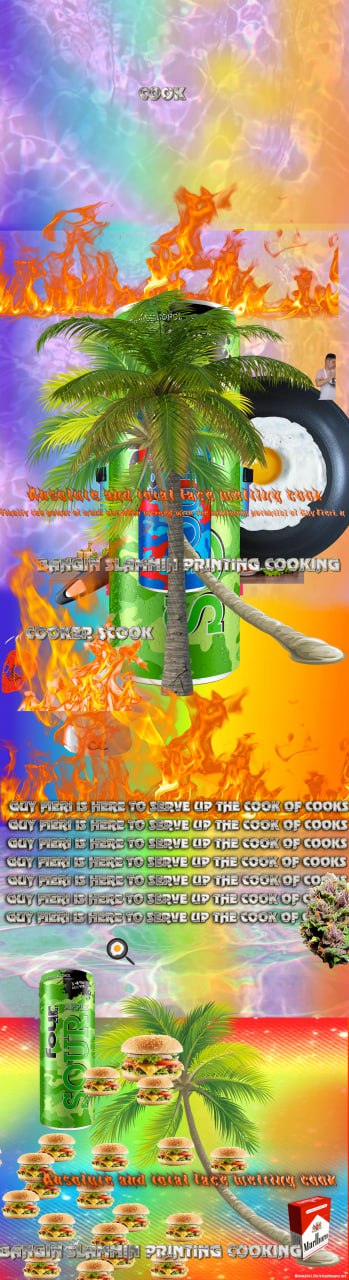 COOK
Absolute and total face melting cook
BANGIN SLAMMIN PRINTING COOKING
COOKER SCOOK
GUY FIERI IS HERE TO SERVE UP THE COOK OF COOKS
GUY FIERI IS HERE TO SERVE UP THE COOK OF COOKS
GUY FIERI IS HERE TO SERVE UP THE COOK OF COOKS
GUY FIERI IS HERE TO SERVE UP THE COOK OF COOKS
GUY FIERI IS HERE TO SERVE UP THE COOK OF C
GUY FIERI IS HERE TO SERVE UP THE COOK OF C
GUY FIERI IS HERE TO SERVE UP THE COOK OF C
four
SOUR
Absolute and total face melting cook
Marlboro
BANGIN SLAMMIN PRINTING COOKING